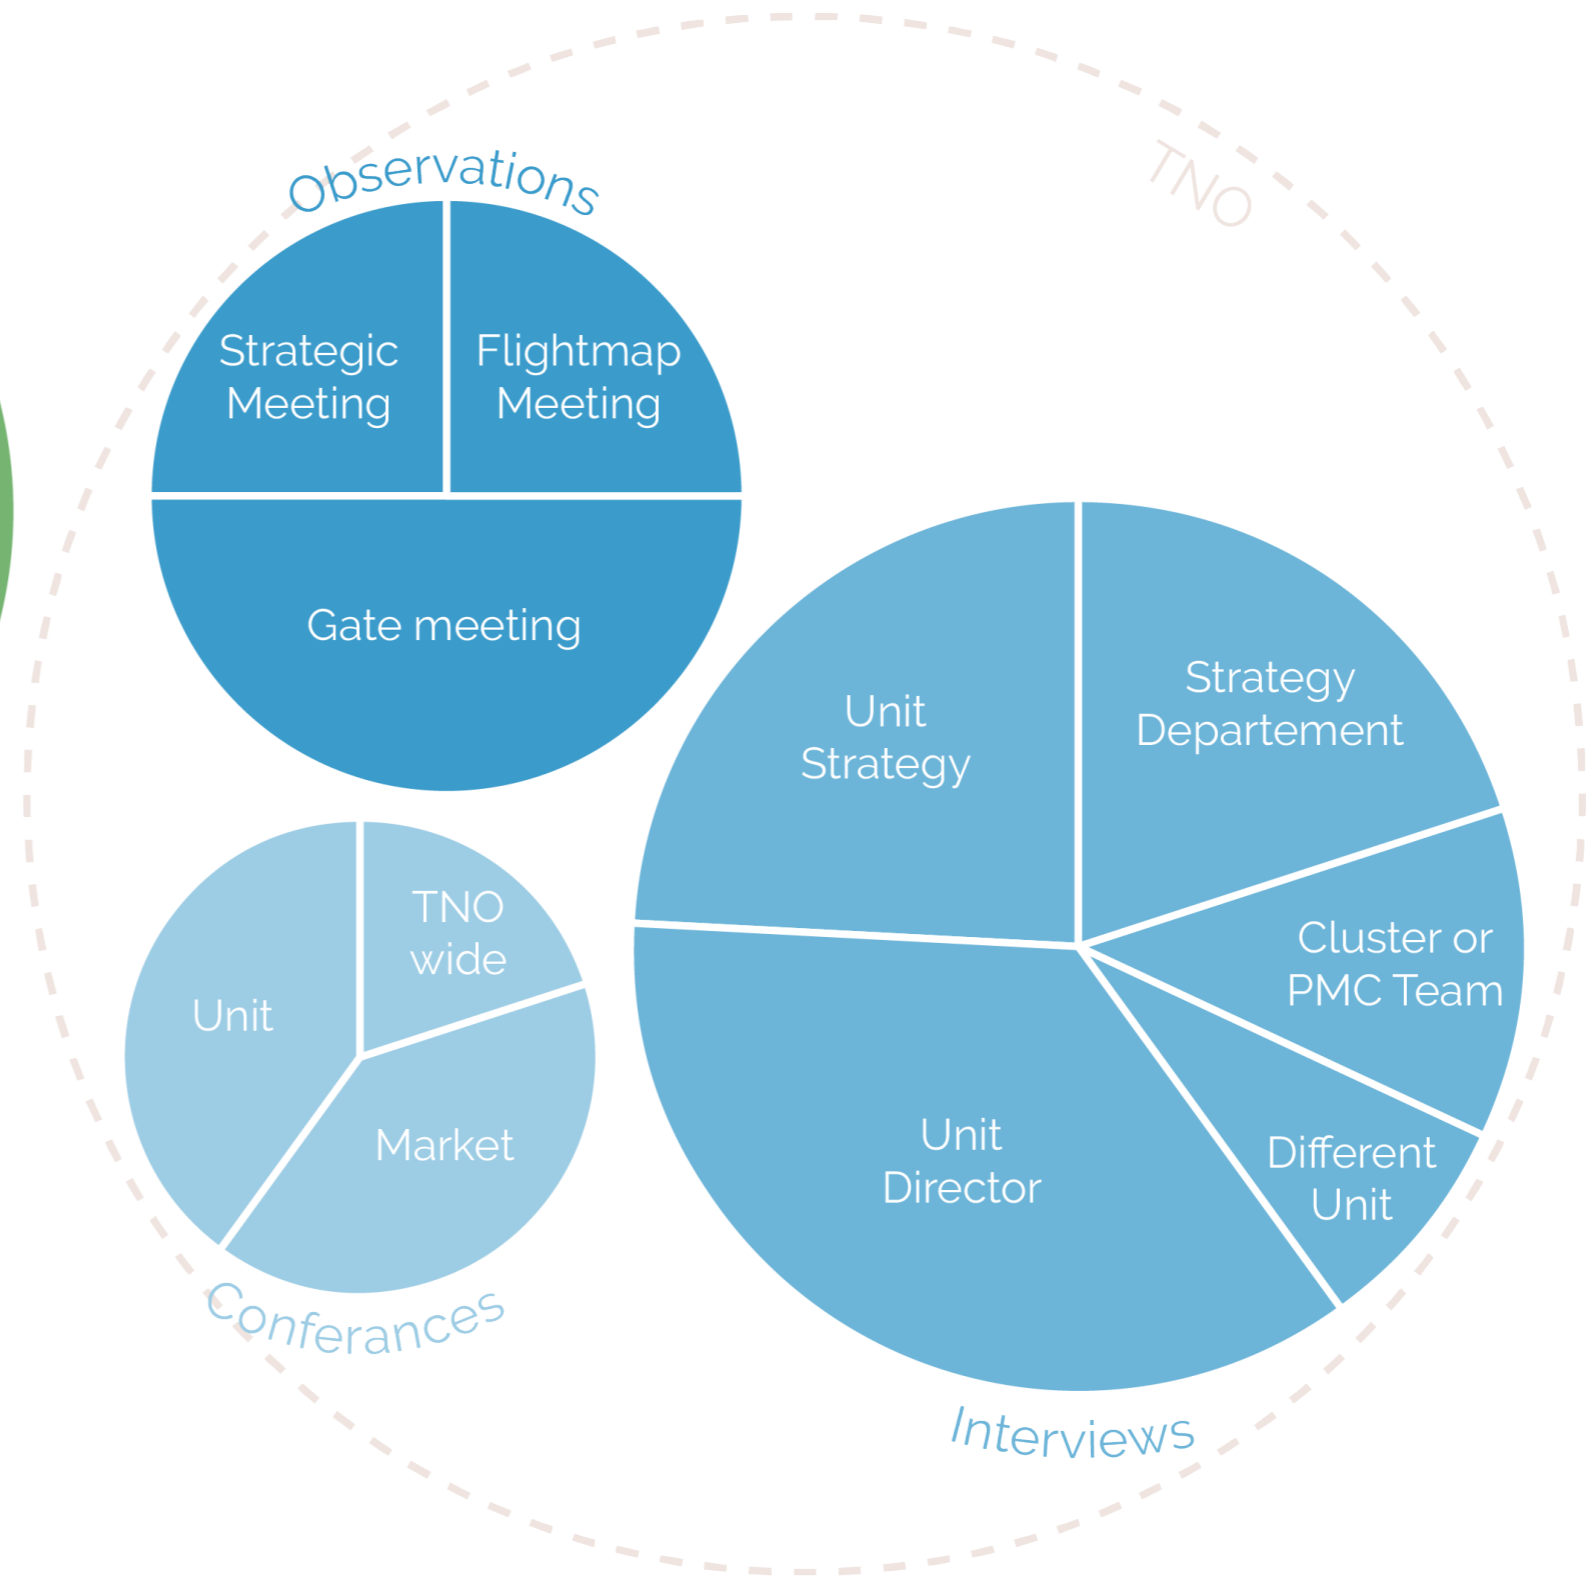 TNO
Observations
Strategic
Meeting
Flightmap
Meeting
Gate meeting
Unit
Strategy
Strategy
Departement
Cluster or
PMC Team
Different
Unit
Unit
Director
Interviews
TNO
wide
Unit
Market
Conferances